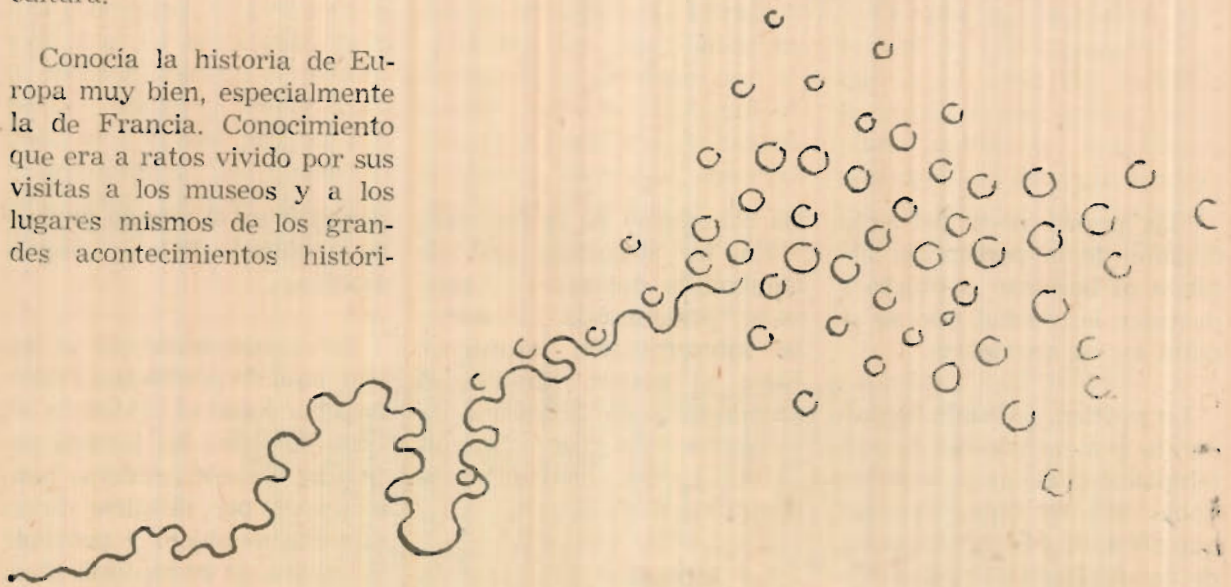 Conocía la historia de Eu-
ropa muy bien, especialmente
la de Francia. Conocimiento
que era a ratos vivido por sus
visitas a los museos y a los
lugares mismos de los gran-
des acontecimientos históri-